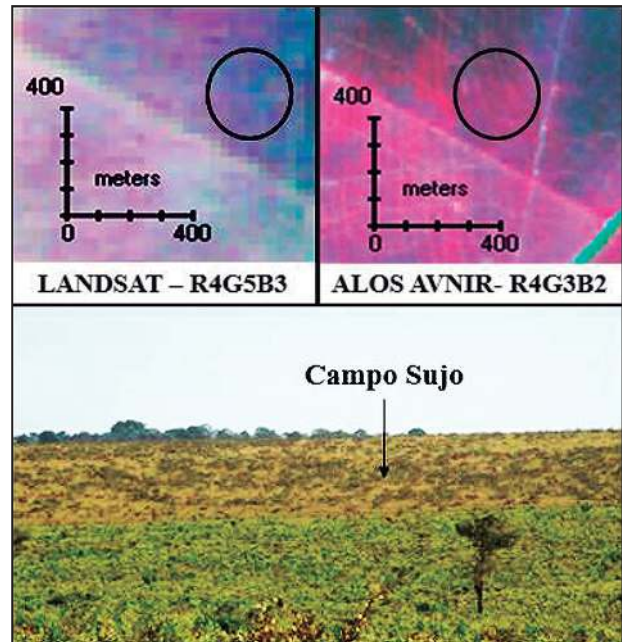 400
meters
0
400
LANDSAT – R4G5B3
400
meters
0
400
ALOS AVNIR- R4G3B2
Campo Sujo